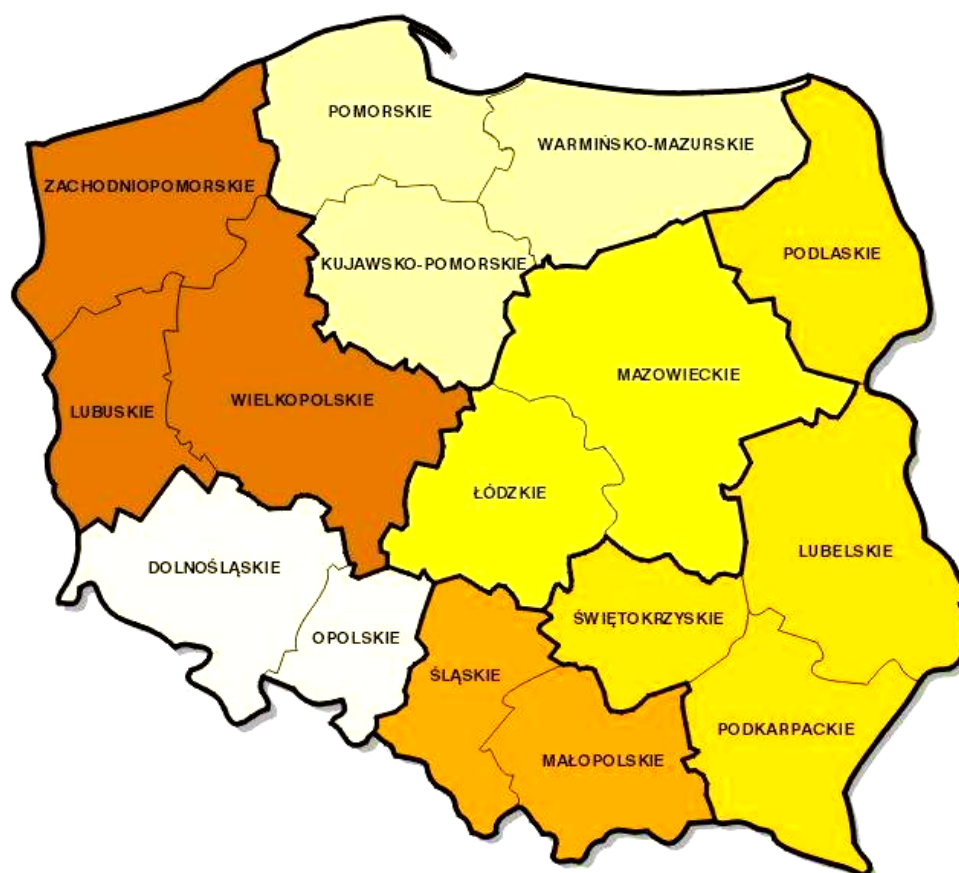 POMORSKIE
WARMIŃSKO-MAZURSKIE
ZACHODNIOPOMORSKIE
PODLASKIE
KUJAWSKO-POMORSKIE
MAZOWIECKIE
WIELKOPOLSKIE
LUBUSKIE
ŁÓDZKIE
LUBELSKIE
DOLNOŚLĄSKIE
ŚWIĘTOKRZYSKIE
OPOLSKIE
ŚLĄSKIE
PODKARPACKIE
MAŁOPOLSKIE